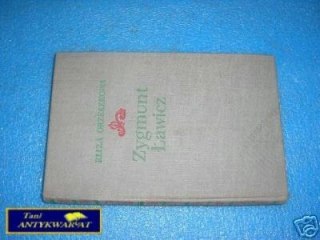 ELIZA ORZESZKOWA
Zygmunt
Ławicz
Tani
ANTYKWARIAT